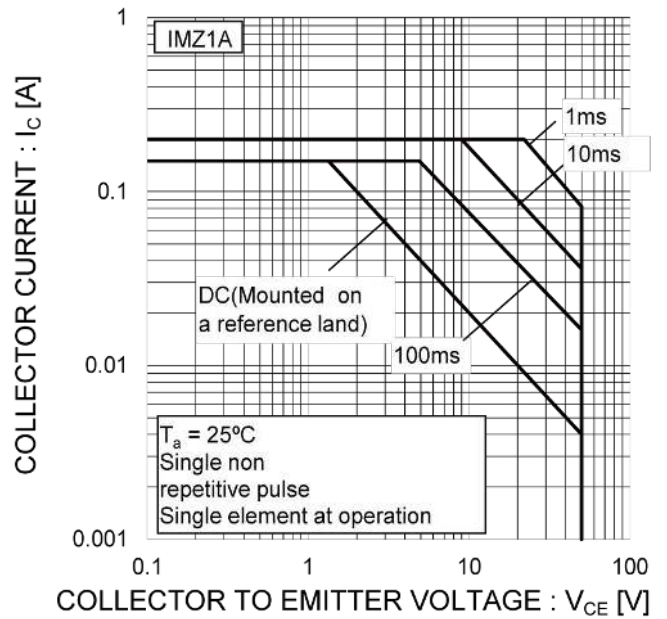 1
IMZ1A
1ms
10ms
0.1
DC(Mounted on
a reference land)
100ms
0.01
Ta = 25ºC
Single non
repetitive pulse
Single element at operation
0.001
0.1
1
10
100
COLLECTOR CURRENT : IC [A]
COLLECTOR TO EMITTER VOLTAGE : VCE [V]